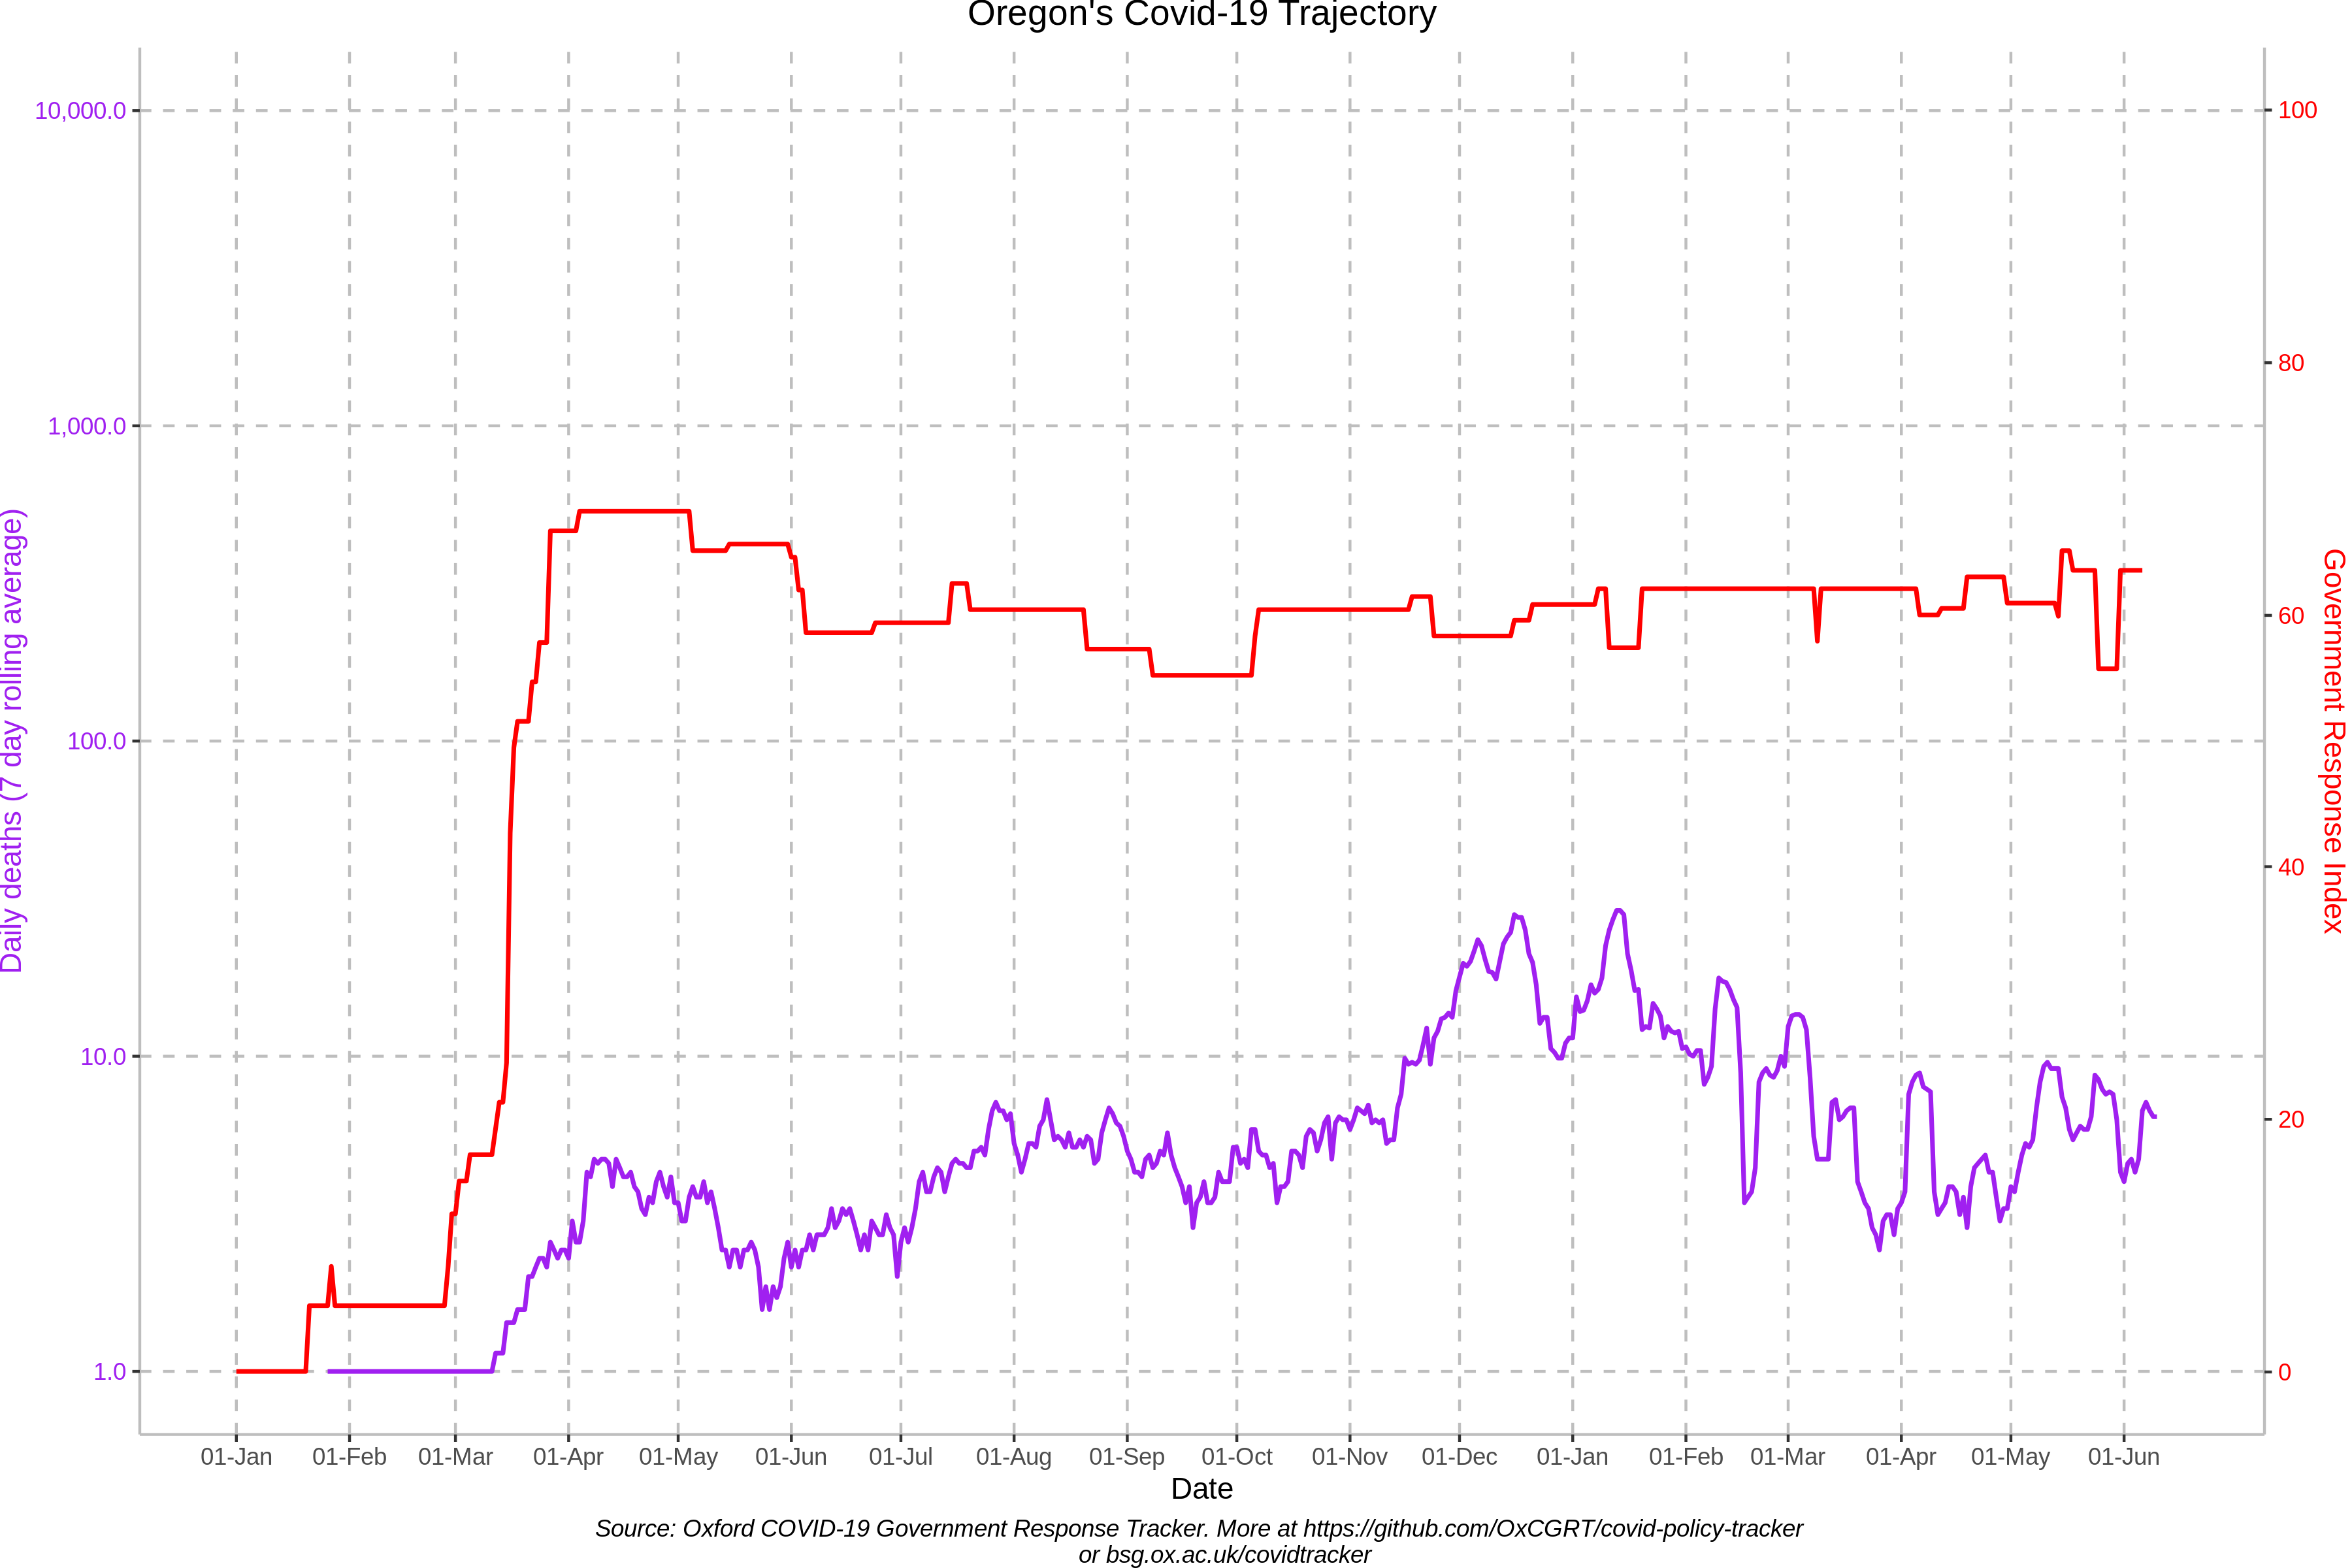 Oregon's Covid-19 Trajectory
10,000.0
1,000.0
100.0
10.0
1.0
Daily deaths (7 day rolling average)
100
80
60
40
20
0
Government Response Index
01-Jan 01-Feb 01-Mar 01-Apr 01-May 01-Jun 01-Jul 01-Aug 01-Sep 01-Oct 01-Nov 01-Dec 01-Jan 01-Feb 01-Mar 01-Apr 01-May 01-Jun
Date
Source: Oxford COVID-19 Government Response Tracker. More at https://github.com/OxCGRT/covid-policy-tracker
or bsg.ox.ac.uk/covidtracker